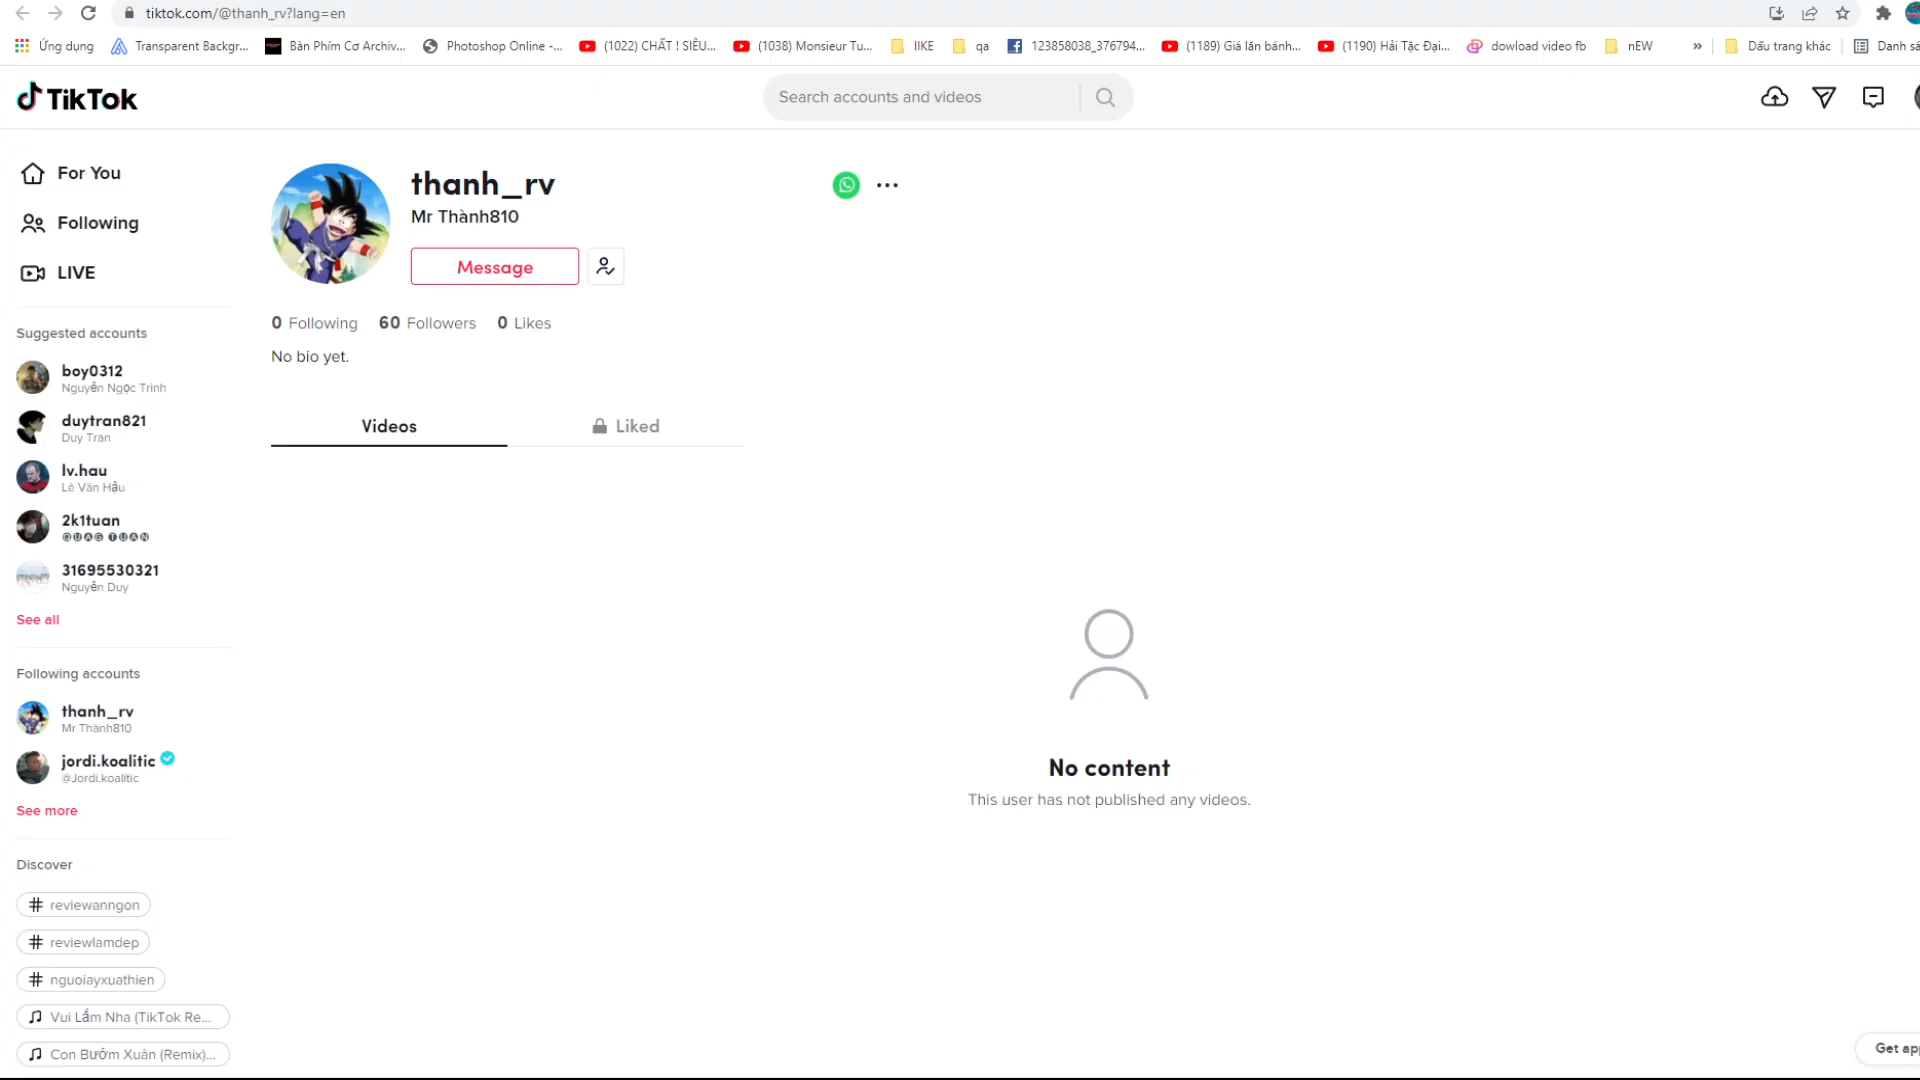 tiktok.com/@thanh_rv?lang=en
Ứng dụng
Transparent Backgr...
Bàn Phím Cơ Archiv...
Photoshop Online -...
(1022) CHẤT ! SIÊU...
(1038) Monsieur Tu...
lIKE
qa
123858038_376794...
(1189) Giá lăn bánh...
(1190) Hải Tặc Đại...
dowload video fb
nEW
»
Dấu trang khác
Danh sá
TikTok
Search accounts and videos
For You
Following
LIVE
Suggested accounts
boy0312
Nguyễn Ngọc Trinh
duytran821
Duy Tran
lv.hau
Lê Văn Hậu
2k1tuan
🅠🅤🅐🅖 🅣🅤🅐🅝
31695530321
Nguyễn Duy
See all
Following accounts
thanh_rv
Mr Thành810
jordi.koalitic
@Jordi.koalitic
See more
Discover
# reviewanngon
# reviewlamdep
# nguoiayxuathien
Vui Lắm Nha (TikTok Re...
Con Bướm Xuân (Remix)...
thanh_rv
Mr Thành810
Message
0 Following 60 Followers 0 Likes
No bio yet.
Videos
Liked
No content
This user has not published any videos.
Get ap